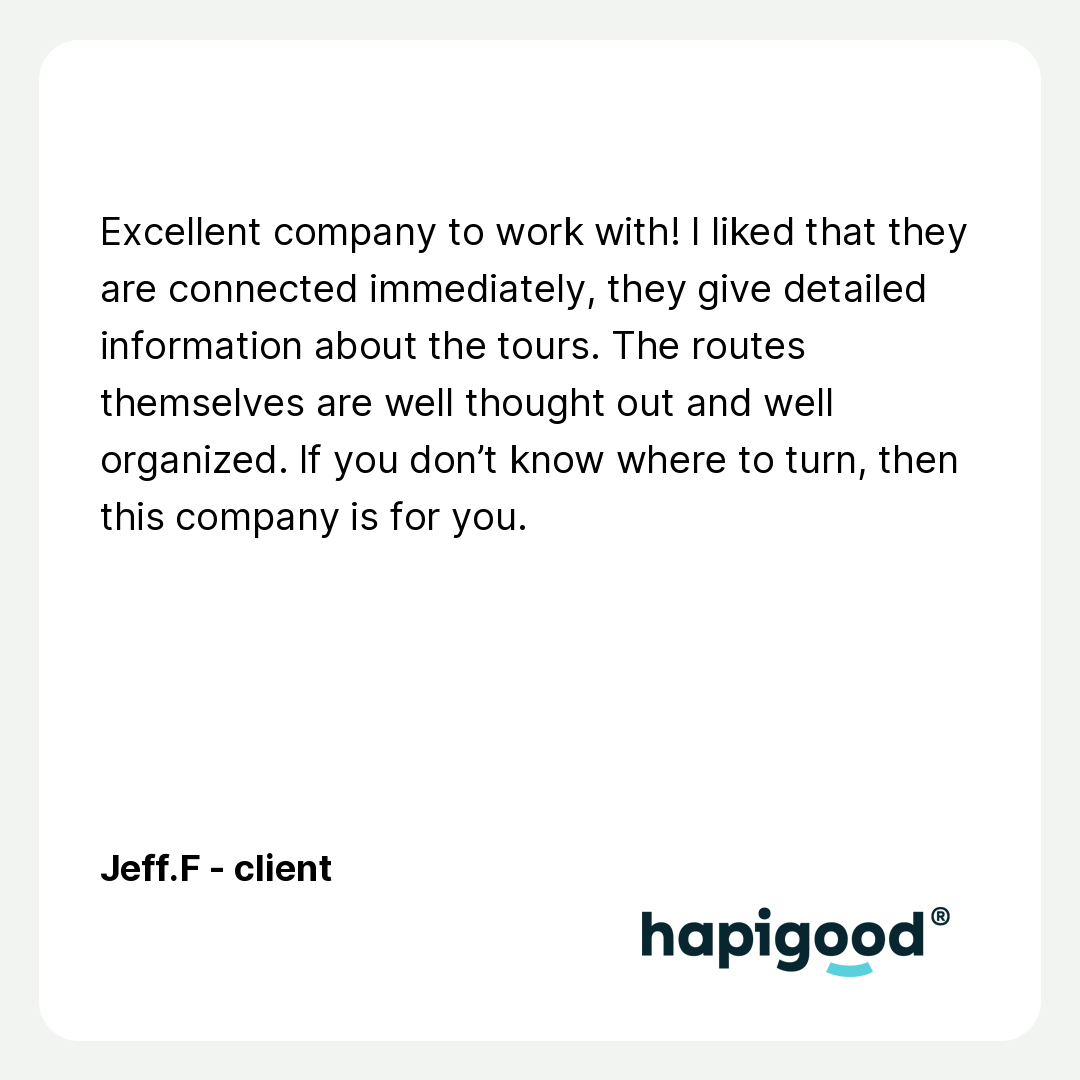 Excellent company to work with! I liked that they
are connected immediately, they give detailed
information about the tours. The routes
themselves are well thought out and well
organized. If you don’t know where to turn, then
this company is for you.
Jeff.F - client
hapigood®